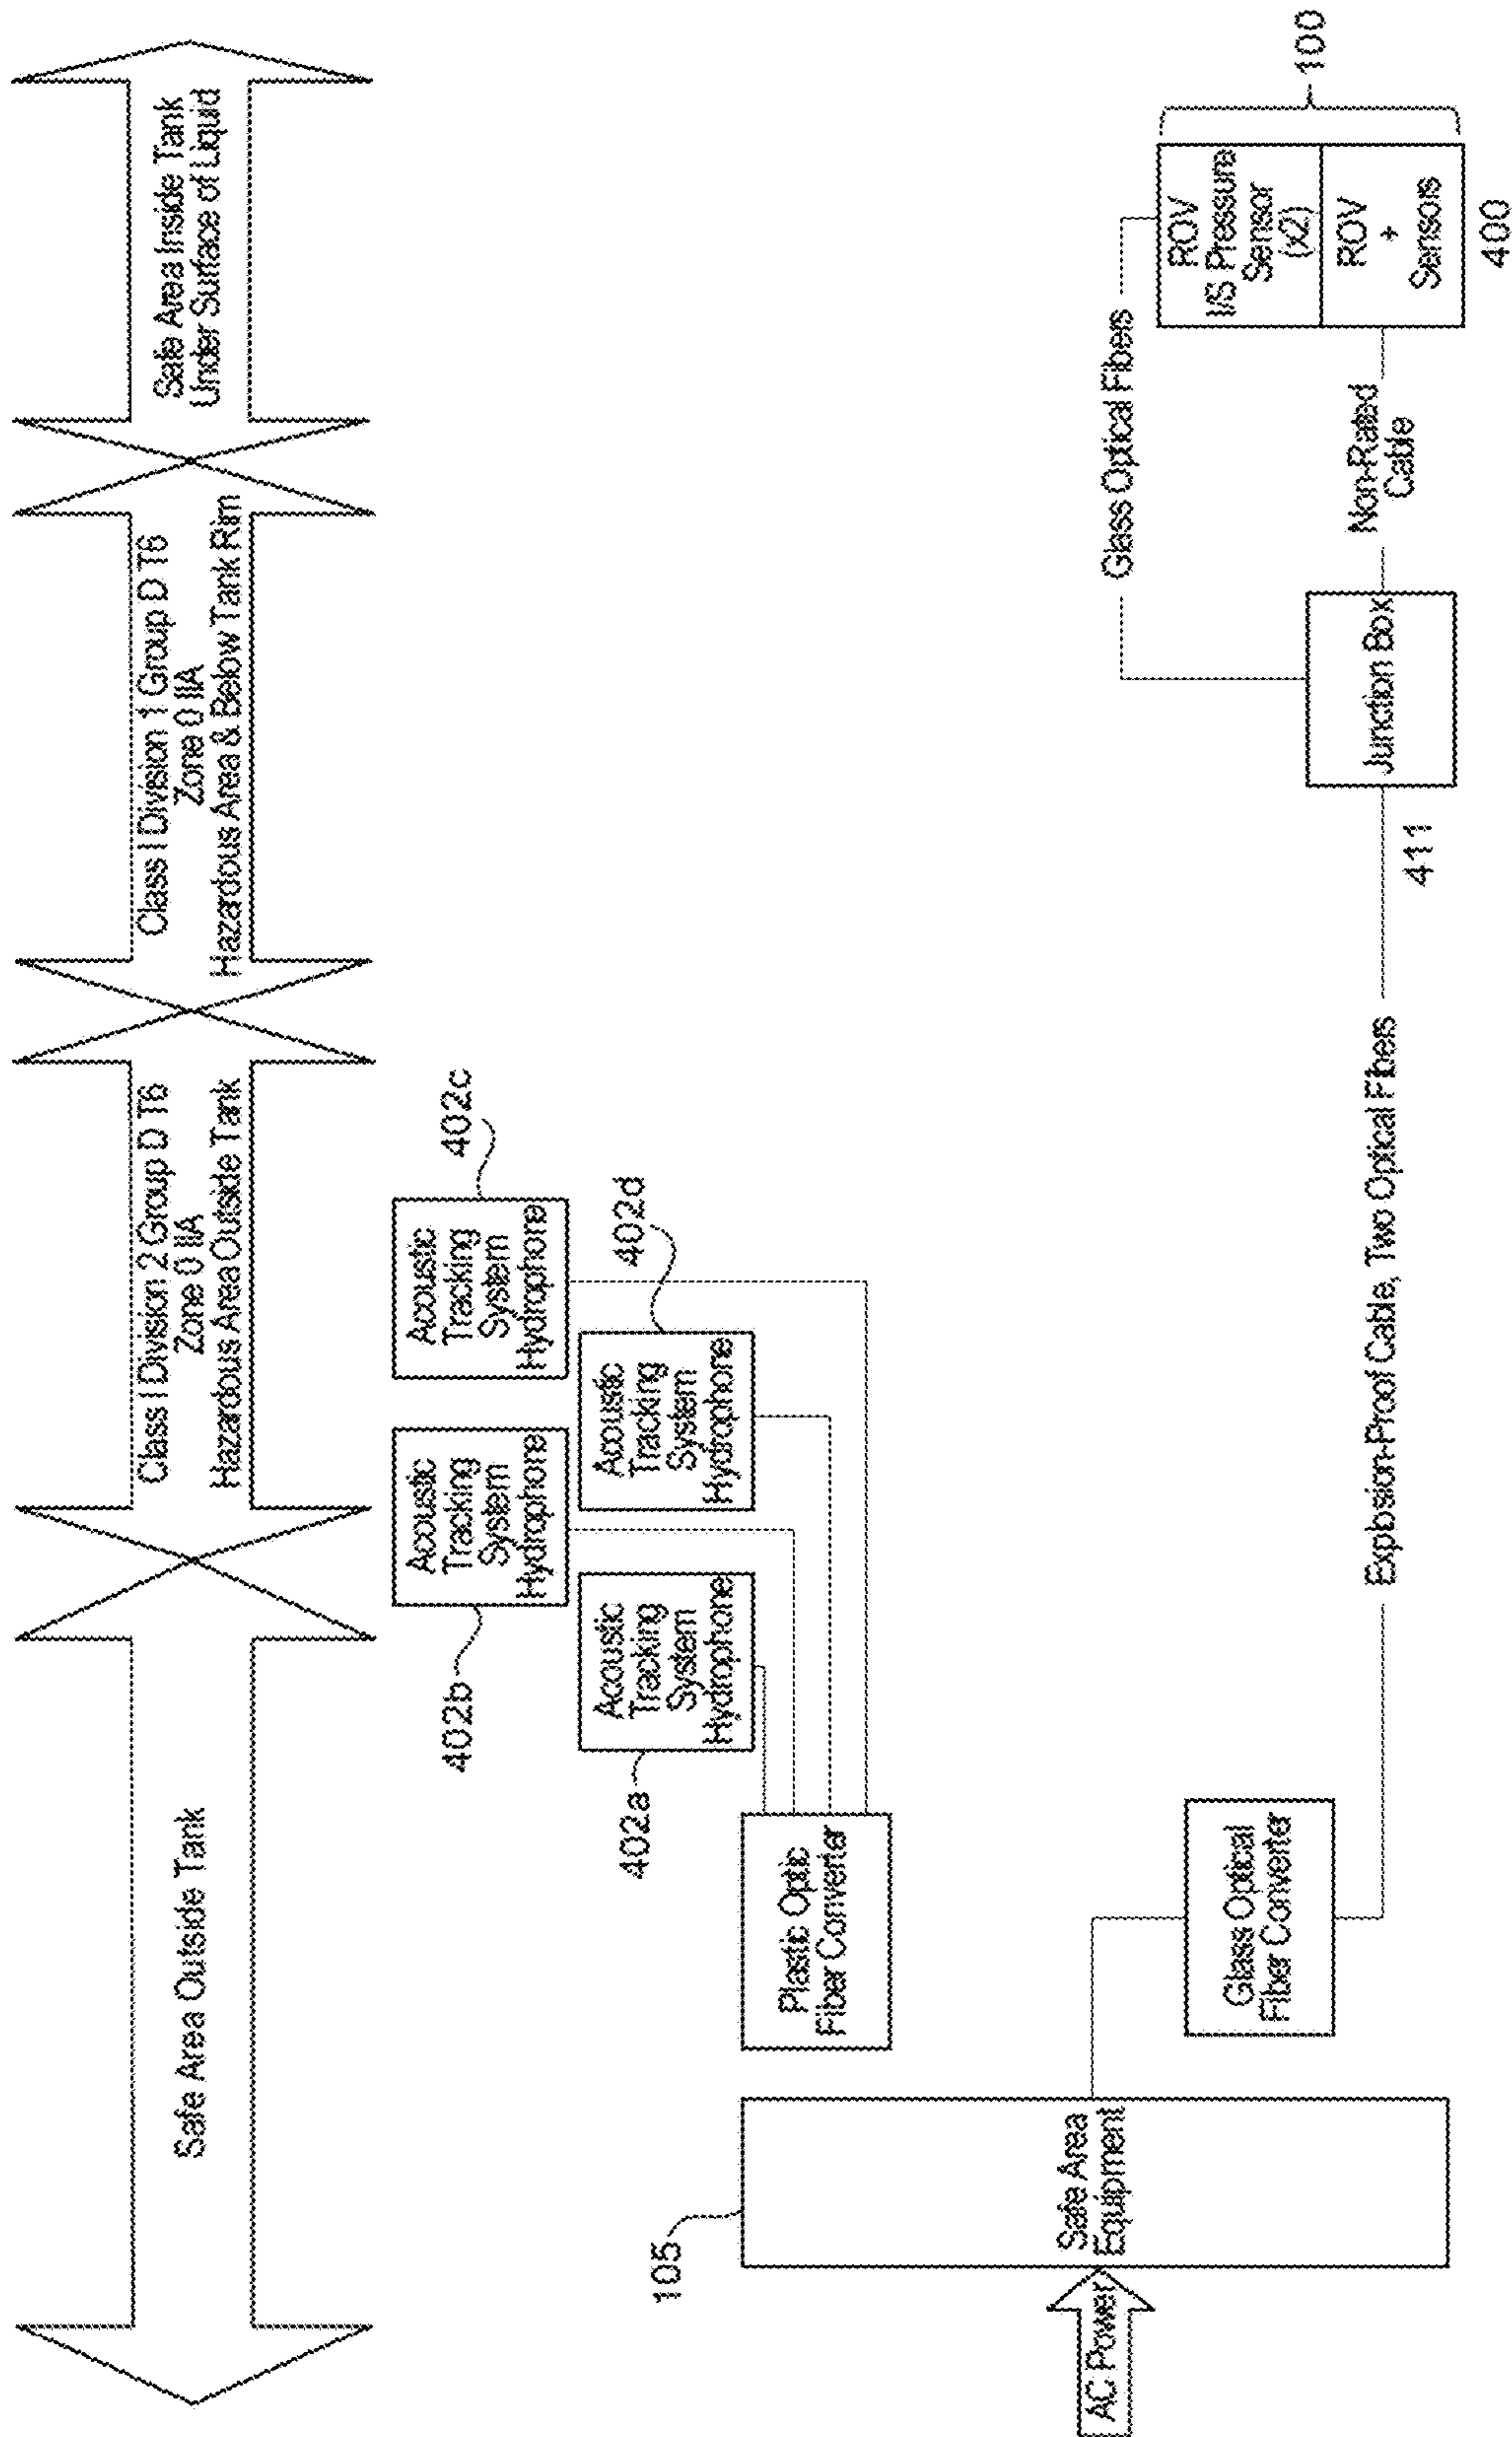 Safe Area Outside Tank
Class I Division 2 Group D T6
Zone 0 IIA
Hazardous Area Outside Tank
Class I Division 1 Group D T6
Zone 0 IIA
Hazardous Area & Below Tank Rim
Safe Area Inside Tank
Under Surface of Liquid
402b
Acoustic
Tracking
System
Hydrophone
Acoustic
Tracking
System
Hydrophone
402c
402a
Acoustic
Tracking
System
Hydrophone
Acoustic
Tracking
System
Hydrophone
402d
105
Plastic Optic
Fiber Converter
AC Power
Safe Area
Equipment
Glass Optical
Fiber Converter
Explosion-Proof Cable, Two Optical Fibers
411
Junction Box
Glass Optical Fibers
Non-Rated
Cable
ROV
I/S Pressure
Sensor
(x2)
ROV
+
Sensors
100
400